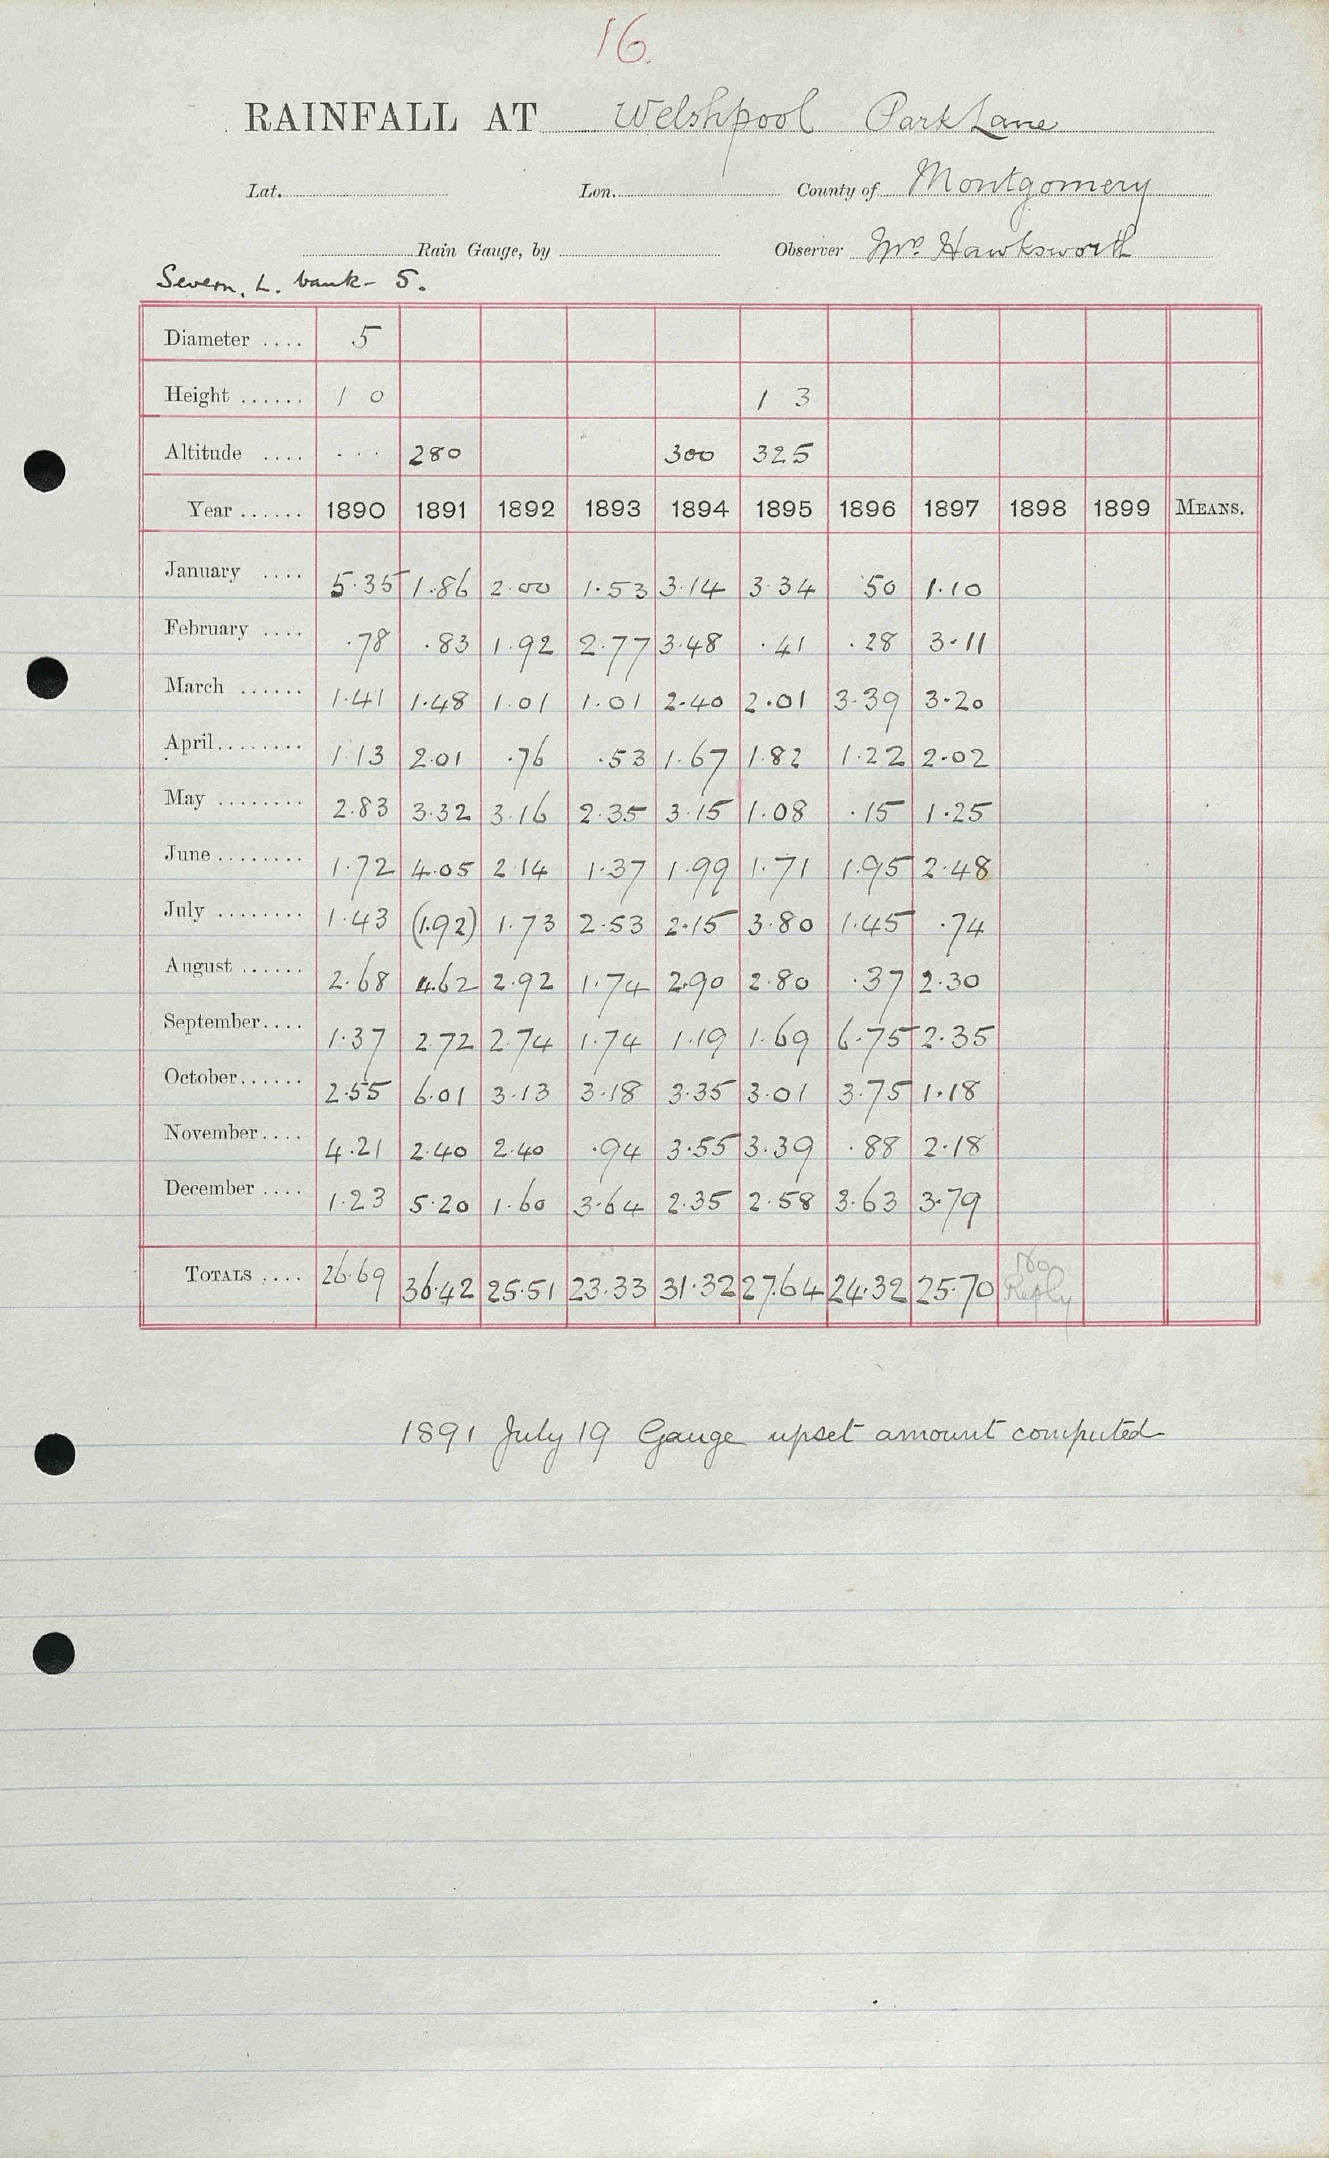 16.
RAINFALL AT Welshpool Park Lane
Lat. Lon. County of Montgomery
Rain Gauge, by Observer Mrs. Hawksworth
Severn. L. bank - 5.
Diameter .... 5
Height ...... 1 0 1 3
Altitude .... ... 280 300 325
Year ...... 1890 1891 1892 1893 1894 1895 1896 1897 1898 1899 MEANS.
January .... 5.35 1.86 2.00 1.53 3.14 3.34 .50 1.10
February .... .78 .83 1.92 2.77 3.48 .41 .28 3.11
March ...... 1.41 1.48 1.01 1.01 2.40 2.01 3.39 3.20
April........ 1.13 2.01 .76 .53 1.67 1.82 1.22 2.02
May ........ 2.83 3.32 3.16 2.35 3.15 1.08 .15 1.25
June ........ 1.72 4.05 2.14 1.37 1.99 1.71 1.95 2.48
July ........ 1.43 (1.92) 1.73 2.53 2.15 3.80 1.45 .74
August ...... 2.68 4.62 2.92 1.74 2.90 2.80 .37 2.30
September.... 1.37 2.72 2.74 1.74 1.19 1.69 6.75 2.35
October...... 2.55 6.01 3.13 3.18 3.35 3.01 3.75 1.18
November.... 4.21 2.40 2.40 .94 3.55 3.39 .88 2.18
December .... 1.23 5.20 1.60 3.64 2.35 2.58 3.63 3.79
TOTALS .... 26.69 36.42 25.51 23.33 31.32 27.64 24.32 25.70 No Reply
1891 July 19 Gauge upset amount computed